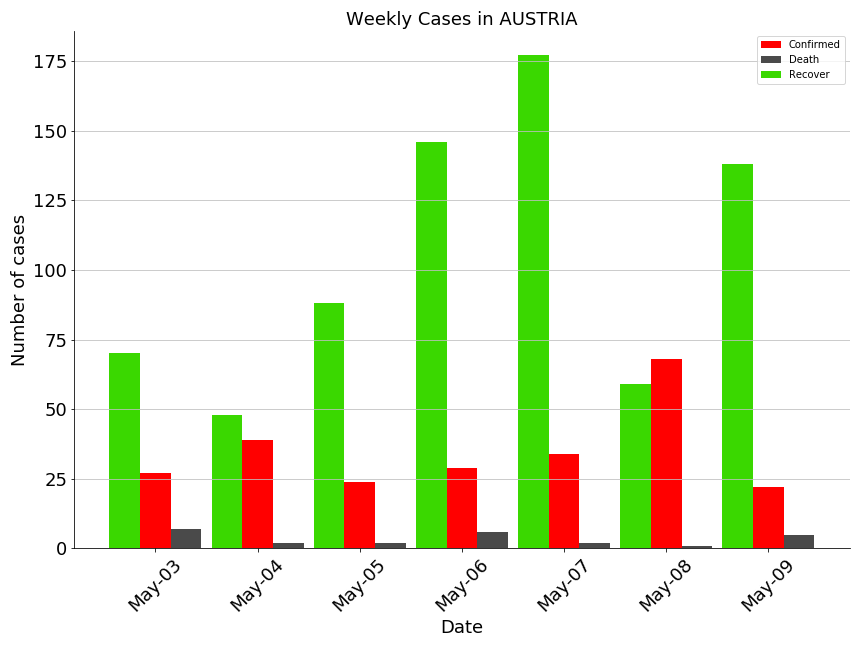 Weekly Cases in AUSTRIA
Confirmed
Death
Recover
Number of cases
175
150
125
100
75
50
25
0
May-03
May-04
May-05
May-06
May-07
May-08
May-09
Date